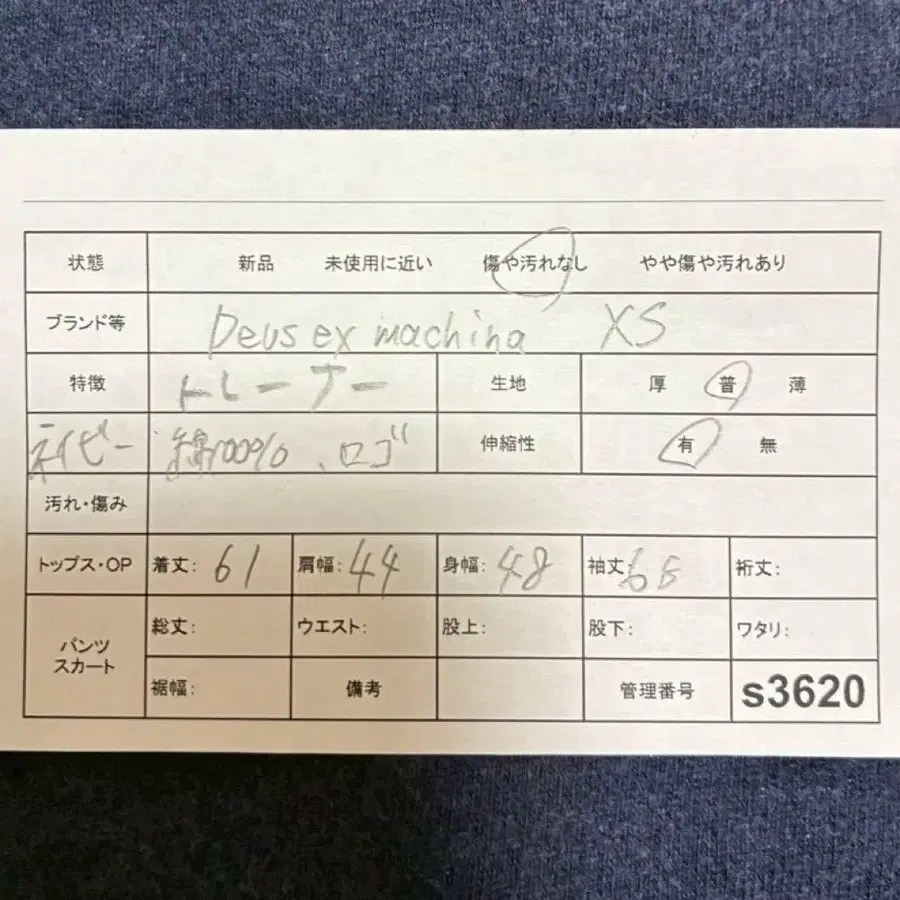 状態 新品 未使用に近い 傷や汚れなし やや傷や汚れあり
ブランド等 Deus ex machina XS
特徴 トレーナー 生地 厚 普 薄
ネイビー 綿100%、ロゴ 伸縮性 有 無
汚れ・傷み
トップス・OP 着丈: 61 肩幅: 44 身幅: 48 袖丈: 裄丈:
パンツ スカート 総丈: ウエスト: 股上: 股下: ワタリ:
裾幅: 備考 管理番号 s3620